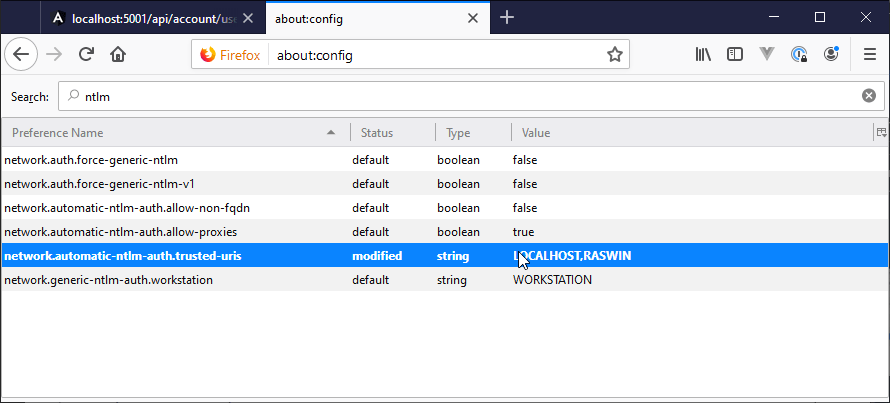 localhost:5001/api/account/use
about:config
Firefox about:config
Search: ntlm
Preference Name Status Type Value
network.auth.force-generic-ntlm default boolean false
network.auth.force-generic-ntlm-v1 default boolean false
network.automatic-ntlm-auth.allow-non-fqdn default boolean false
network.automatic-ntlm-auth.allow-proxies default boolean true
network.automatic-ntlm-auth.trusted-uris modified string LOCALHOST,RASWIN
network.generic-ntlm-auth.workstation default string WORKSTATION